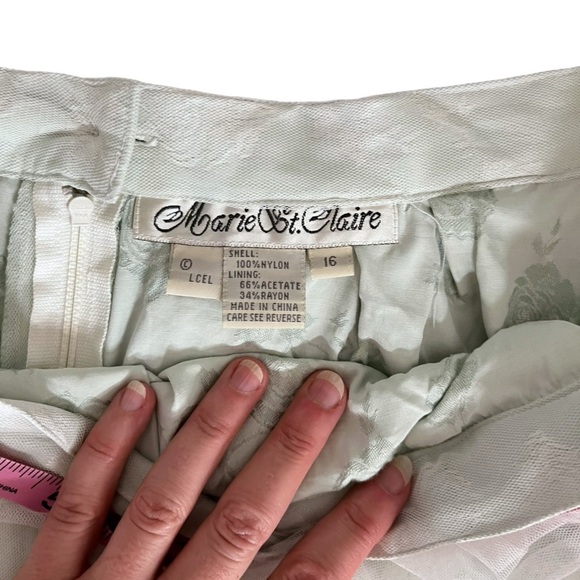 Marie St. Claire
©
LCEL
SHELL:
100%NYLON
LINING:
66%ACETATE
34%RAYON
MADE IN CHINA
CARE SEE REVERSE
16